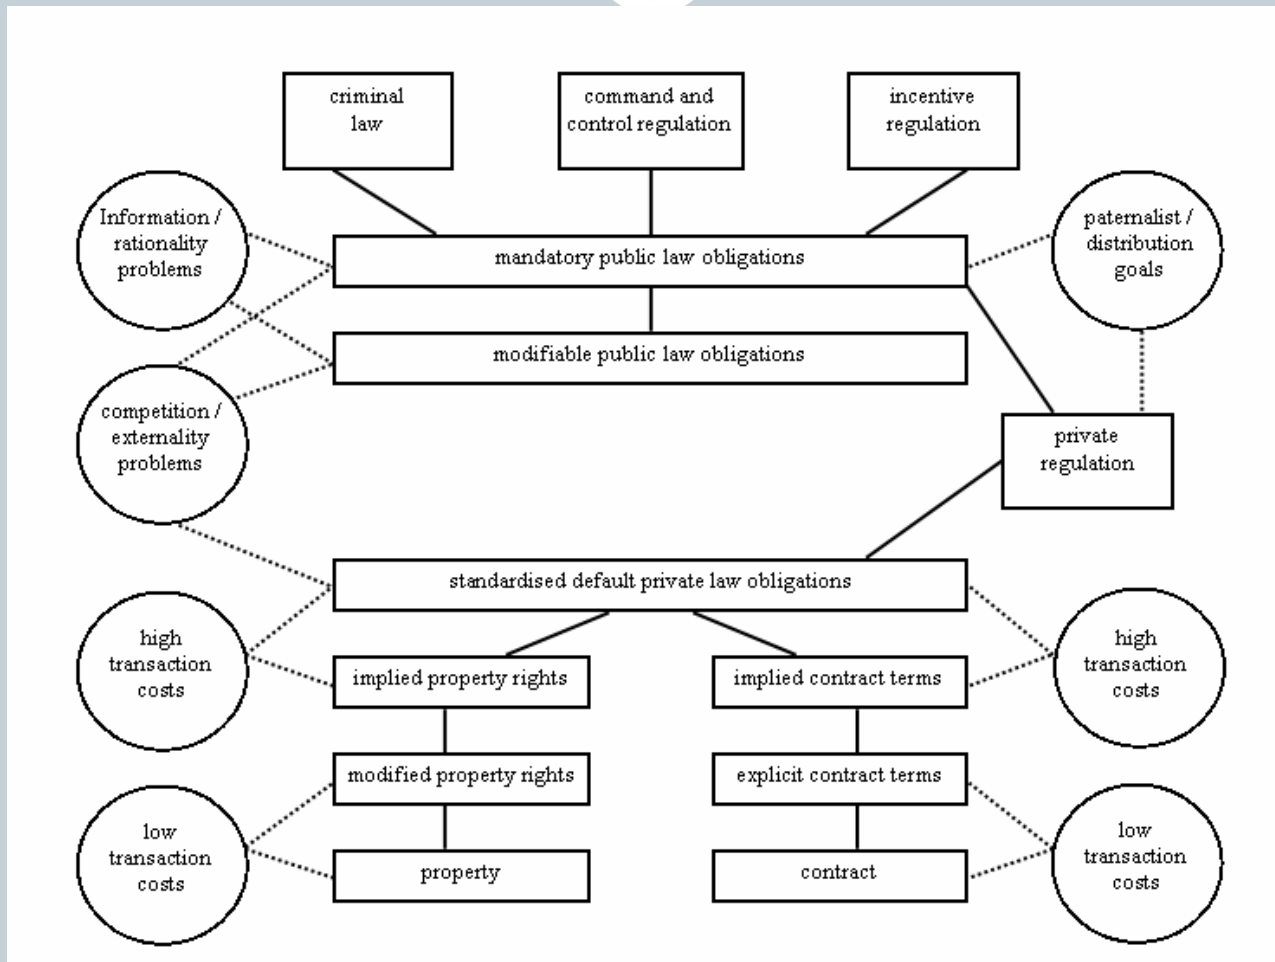 criminal
law
command and
control regulation
incentive
regulation
Information /
rationality
problems
paternalist /
distribution
goals
mandatory public law obligations
modifiable public law obligations
competition /
externality
problems
private
regulation
standardised default private law obligations
high
transaction
costs
implied property rights
implied contract terms
high
transaction
costs
modified property rights
explicit contract terms
low
transaction
costs
property
contract
low
transaction
costs